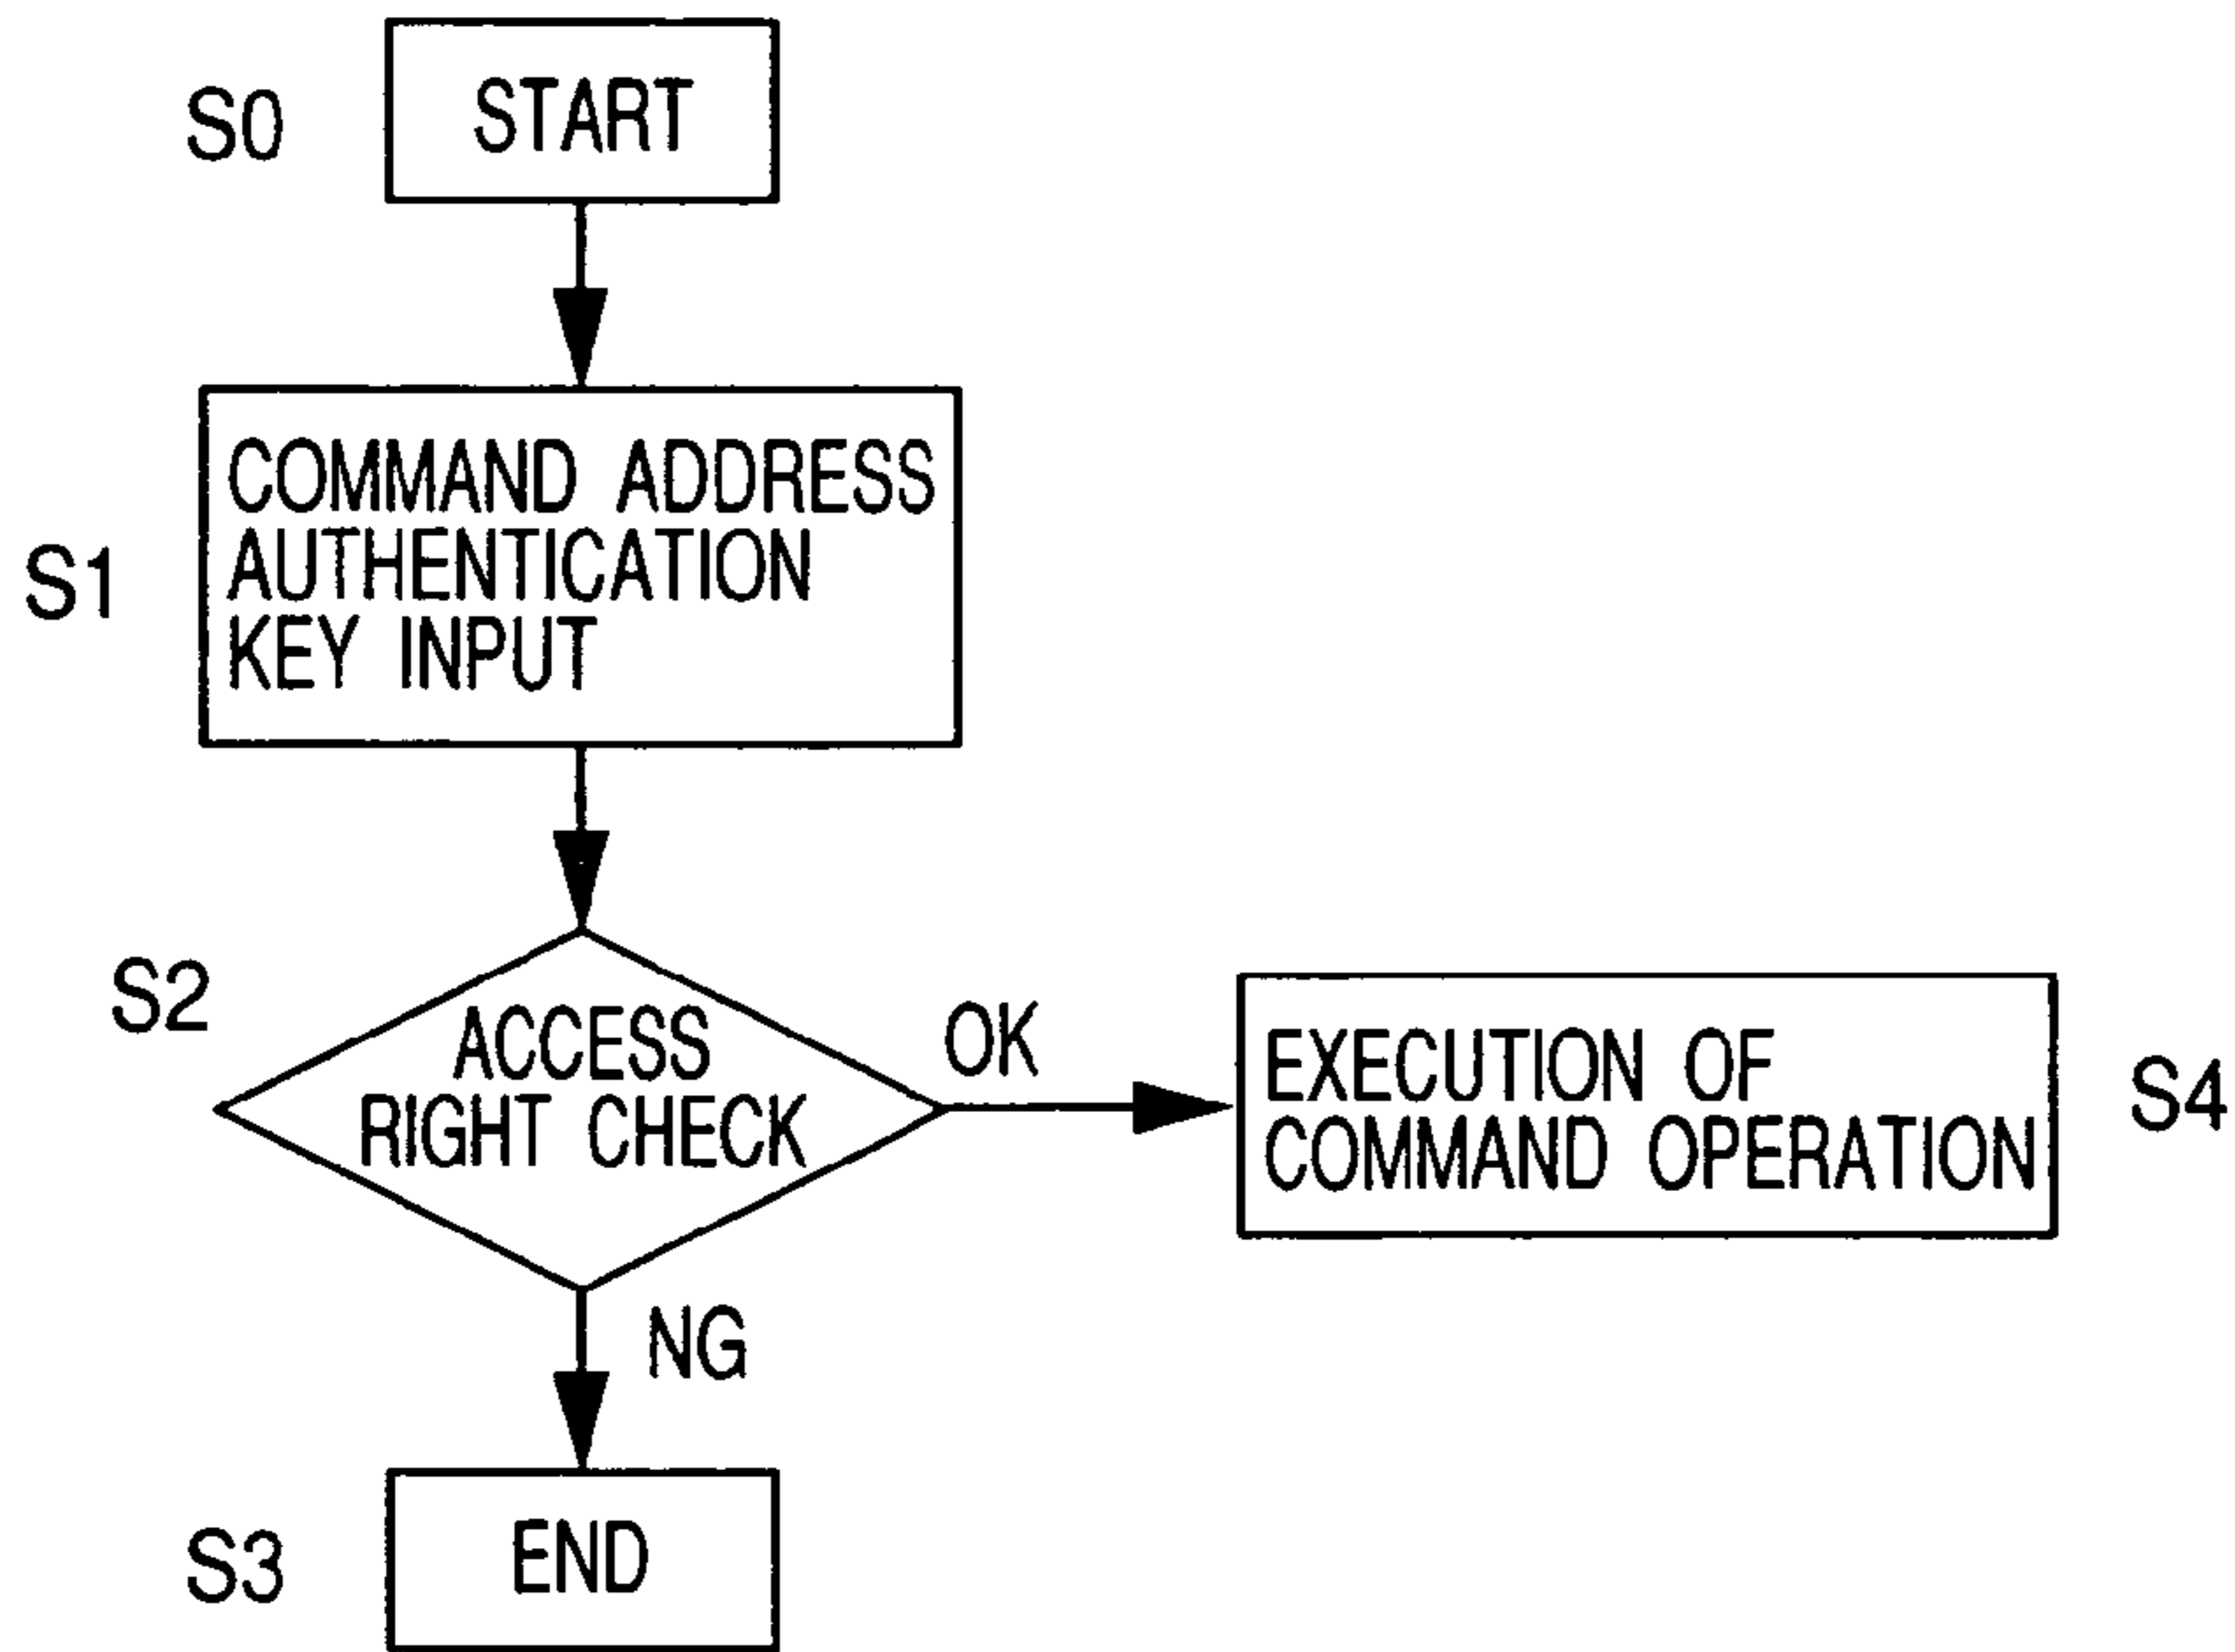 S0
START
S1
COMMAND ADDRESS
AUTHENTICATION
KEY INPUT
S2
ACCESS
RIGHT CHECK
OK
EXECUTION OF
COMMAND OPERATION
S4
NG
S3
END